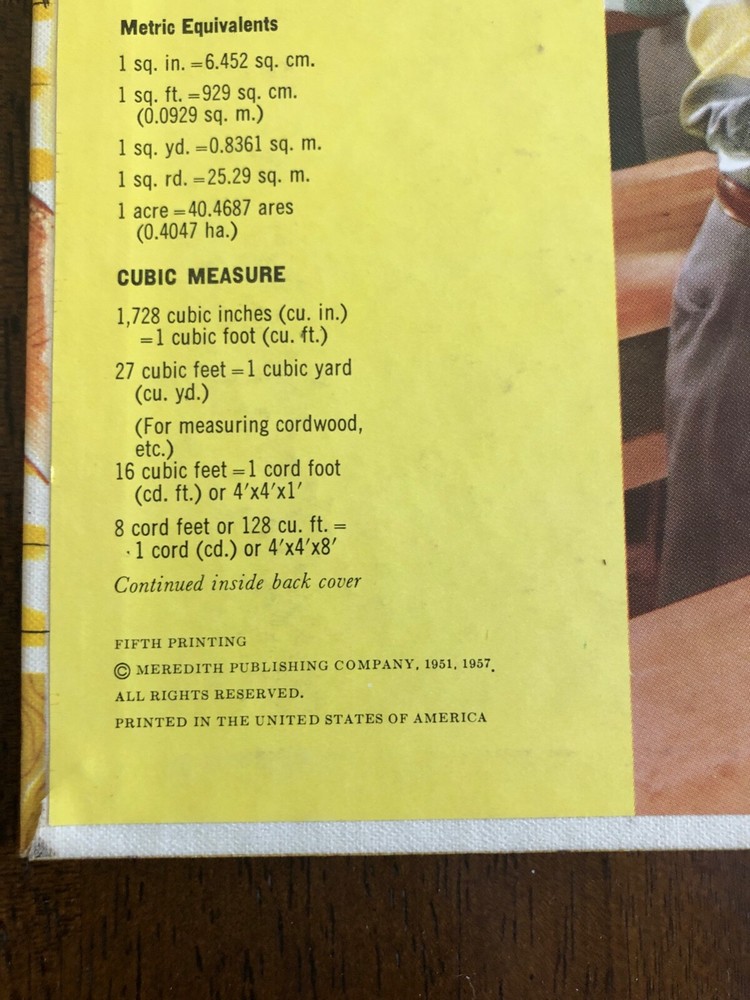 Metric Equivalents
1 sq. in. =6.452 sq. cm.
1 sq. ft. =929 sq. cm.
(0.0929 sq. m.)
1 sq. yd. =0.8361 sq. m.
1 sq. rd. =25.29 sq. m.
1 acre =40.4687 ares
(0.4047 ha.)
CUBIC MEASURE
1,728 cubic inches (cu. in.)
=1 cubic foot (cu. ft.)
27 cubic feet =1 cubic yard
(cu. yd.)
(For measuring cordwood,
etc.)
16 cubic feet =1 cord foot
(cd. ft.) or 4′x4′x1′
8 cord feet or 128 cu. ft. =
1 cord (cd.) or 4′x4′x8′
Continued inside back cover
FIFTH PRINTING
© MEREDITH PUBLISHING COMPANY, 1951, 1957.
ALL RIGHTS RESERVED.
PRINTED IN THE UNITED STATES OF AMERICA